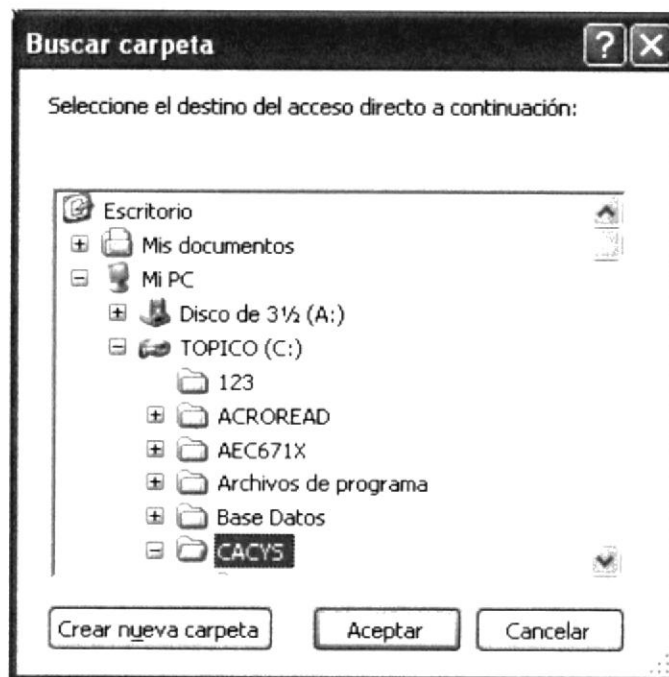 Buscar carpeta
Seleccione el destino del acceso directo a continuación:
Escritorio
Mis documentos
Mi PC
Disco de 3½ (A:)
TOPICO (C:)
123
ACROREAD
AEC671X
Archivos de programa
Base Datos
CACYS
Crear nueva carpeta Aceptar Cancelar